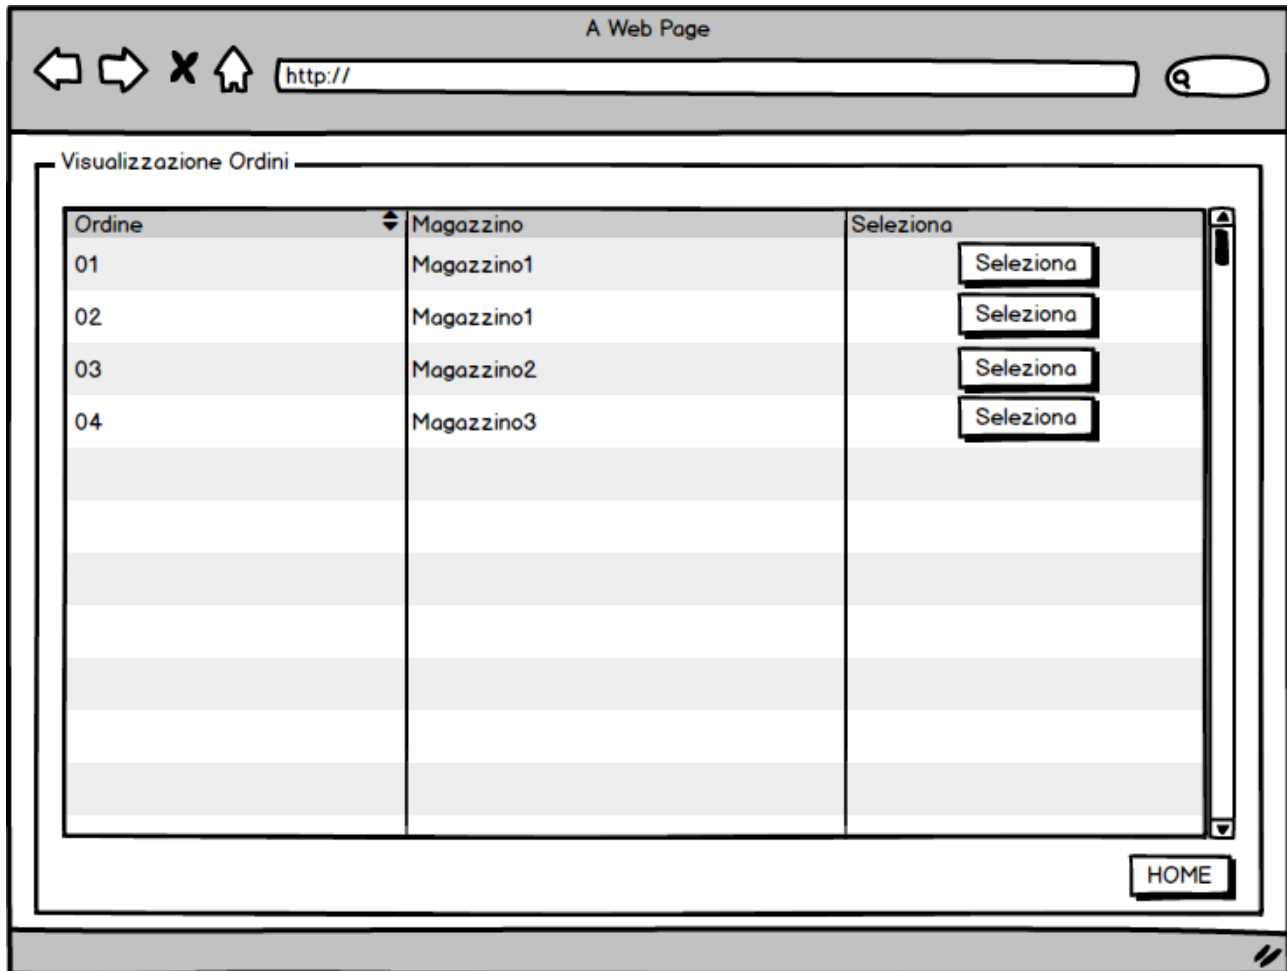 A Web Page
http://
Visualizzazione Ordini
Ordine Magazzino Seleziona
01 Magazzino1 Seleziona
02 Magazzino1 Seleziona
03 Magazzino2 Seleziona
04 Magazzino3 Seleziona
HOME